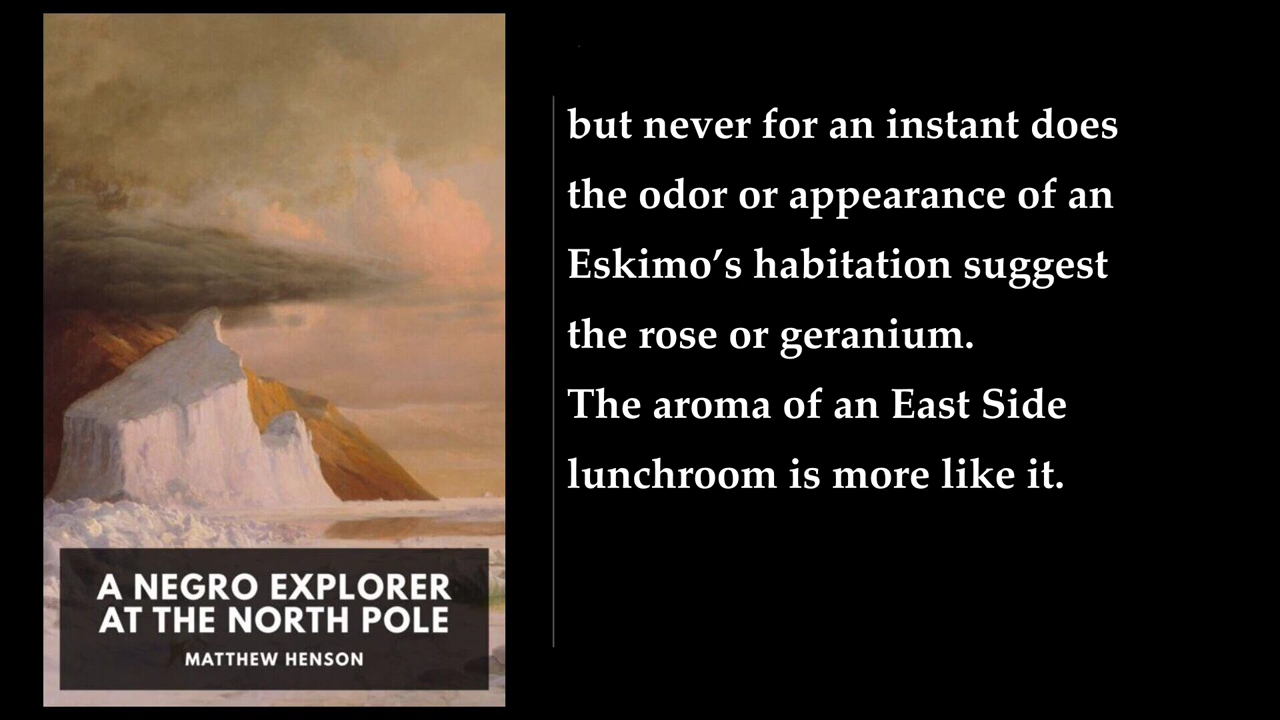 but never for an instant does
the odor or appearance of an
Eskimo’s habitation suggest
the rose or geranium.
The aroma of an East Side
lunchroom is more like it.
A NEGRO EXPLORER
AT THE NORTH POLE
MATTHEW HENSON